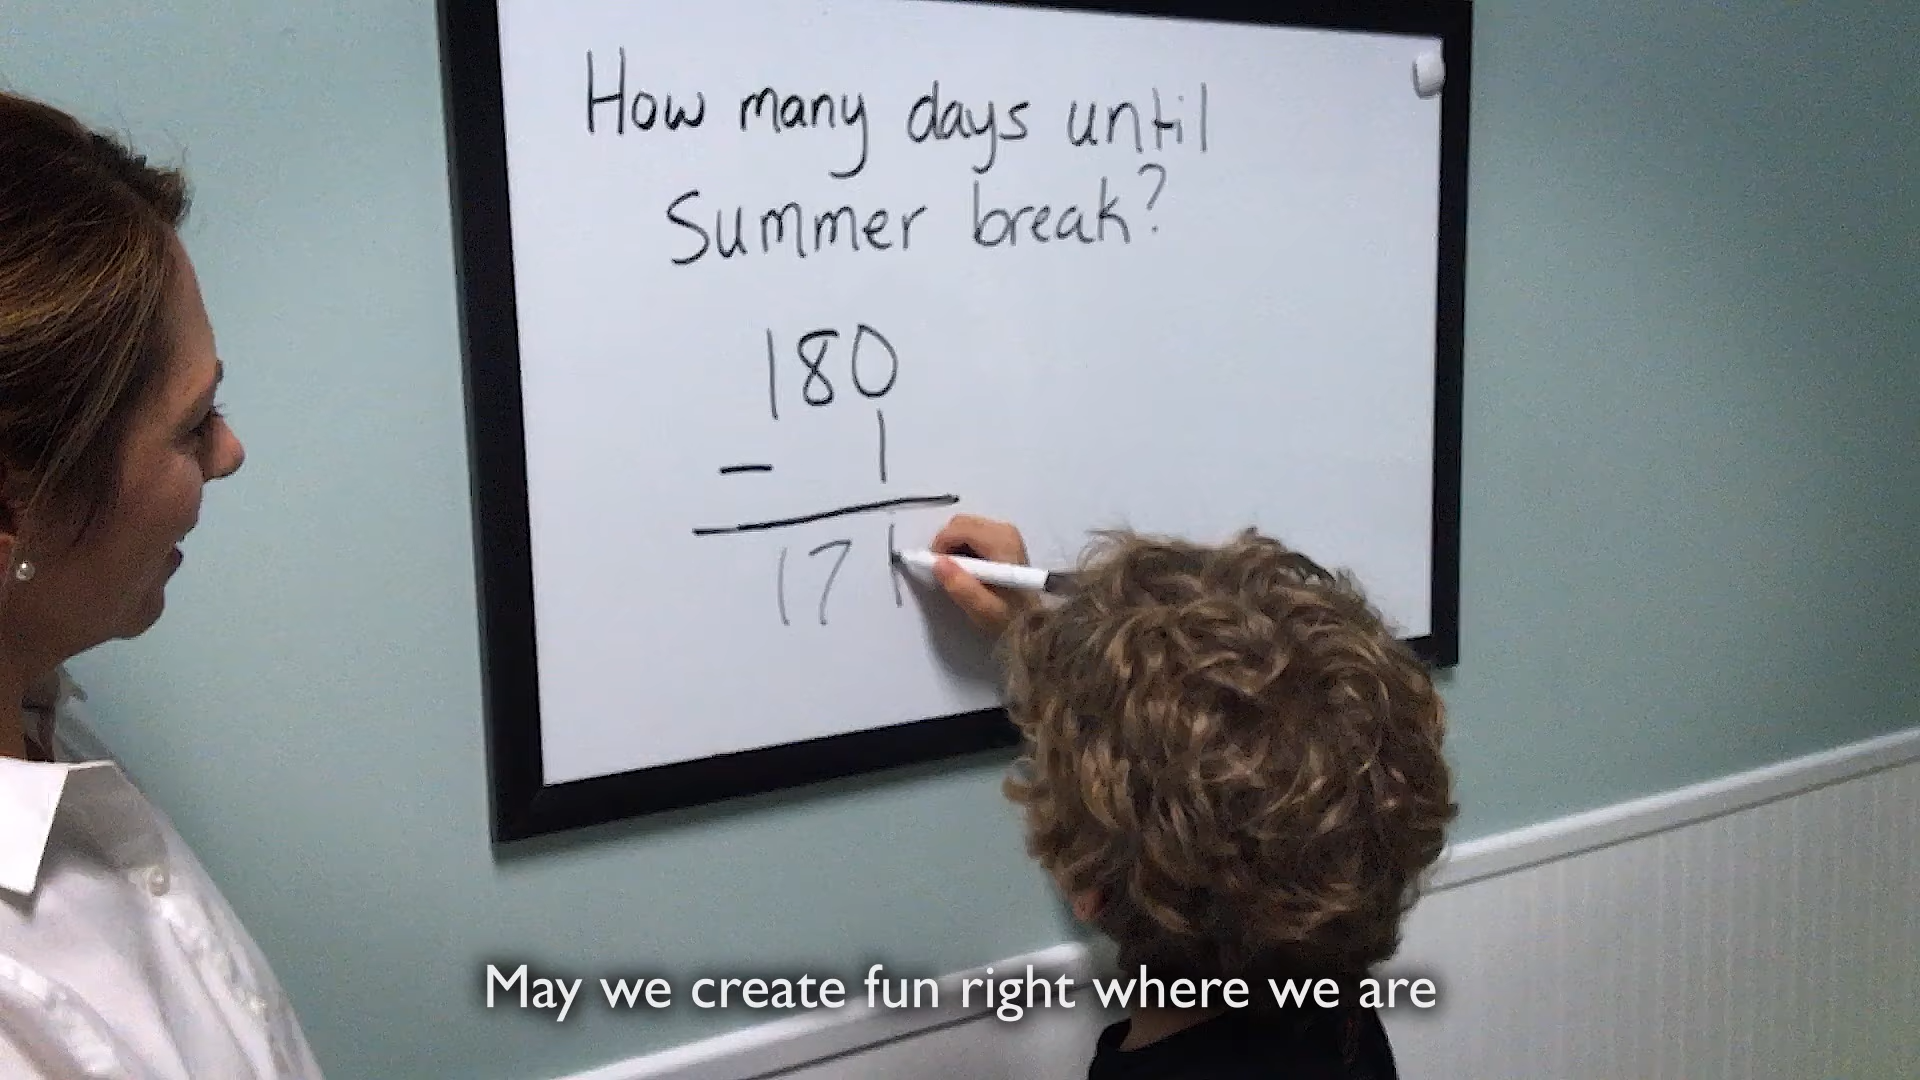 How many days until
Summer break?
180
- 1
17
May we create fun right where we are